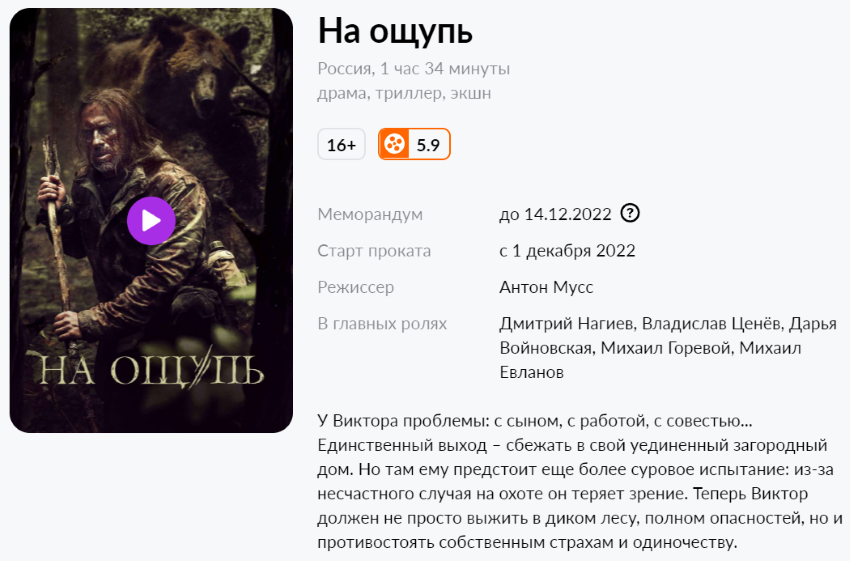 На ощупь
Россия, 1 час 34 минуты
драма, триллер, экшн
16+
5.9
Меморандум
до 14.12.2022 ?
Старт проката
с 1 декабря 2022
Режиссер
Антон Мусс
В главных ролях
Дмитрий Нагиев, Владислав Ценёв, Дарья
Войновская, Михаил Горевой, Михаил
Евланов
У Виктора проблемы: с сыном, с работой, с совестью...
Единственный выход – сбежать в свой уединенный загородный
дом. Но там ему предстоит еще более суровое испытание: из-за
несчастного случая на охоте он теряет зрение. Теперь Виктор
должен не просто выжить в диком лесу, полном опасностей, но и
противостоять собственным страхам и одиночеству.
НА ОЩУПЬ